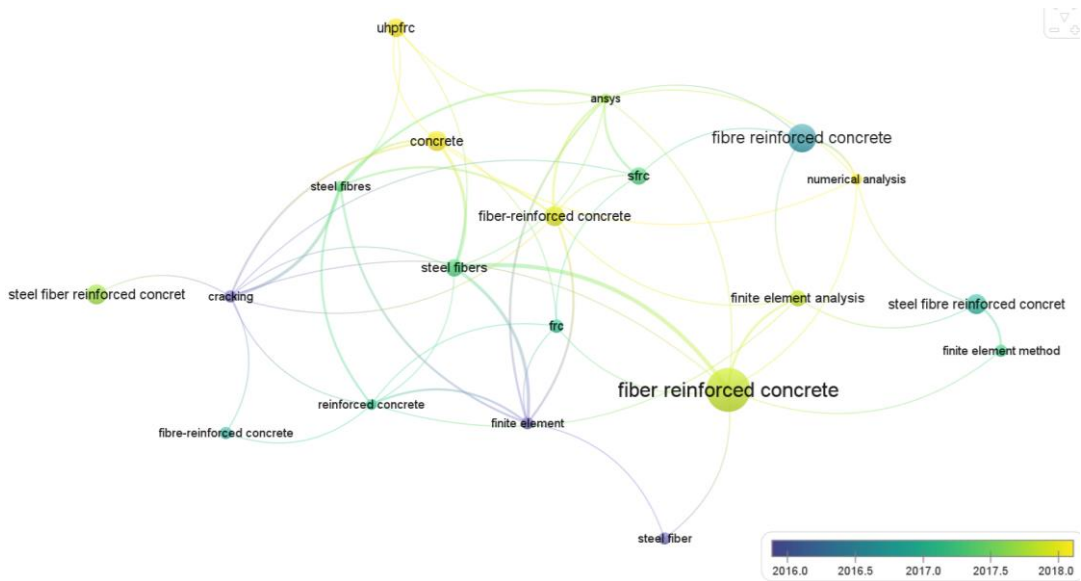 uhpfrc
ansys
fibre reinforced concrete
concrete
sfrc
numerical analysis
steel fibres
fiber-reinforced concrete
steel fibers
steel fiber reinforced concret
cracking
finite element analysis
steel fibre reinforced concret
frc
finite element method
fiber reinforced concrete
reinforced concrete
finite element
fibre-reinforced concrete
steel fiber
2016.0 2016.5 2017.0 2017.5 2018.0